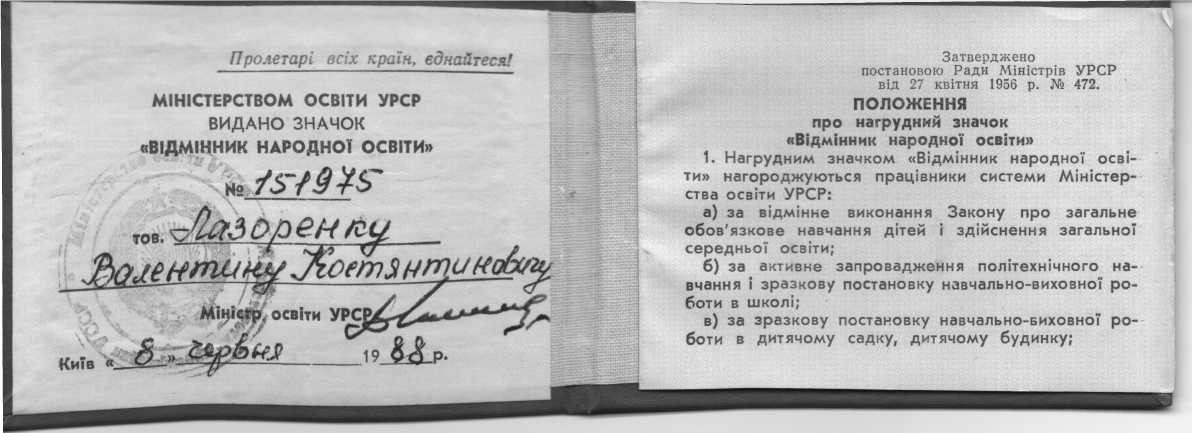 Пролетарі всіх країн, єднайтеся!
МІНІСТЕРСТВОМ ОСВІТИ УРСР
ВИДАНО ЗНАЧОК
«ВІДМІННИК НАРОДНОЇ ОСВІТИ»
№ 151975
тов. Лазоренку
Валентину Костянтиновичу
Міністр освіти УРСР
Київ «8» червня 1988 р.
Затверджено
постановою Ради Міністрів УРСР
від 27 квітня 1956 р. № 472.
ПОЛОЖЕННЯ
про нагрудний значок
«Відмінник народної освіти»
1. Нагрудним значком «Відмінник народної осві-
ти» нагороджуються працівники системи Міністер-
ства освіти УРСР:
а) за відмінне виконання Закону про загальне
обов'язкове навчання дітей і здійснення загальної
середньої освіти;
б) за активне запровадження політехнічного на-
вчання і зразкову постановку навчально-виховної ро-
боти в школі;
в) за зразкову постановку навчально-виховної ро-
боти в дитячому садку, дитячому будинку;